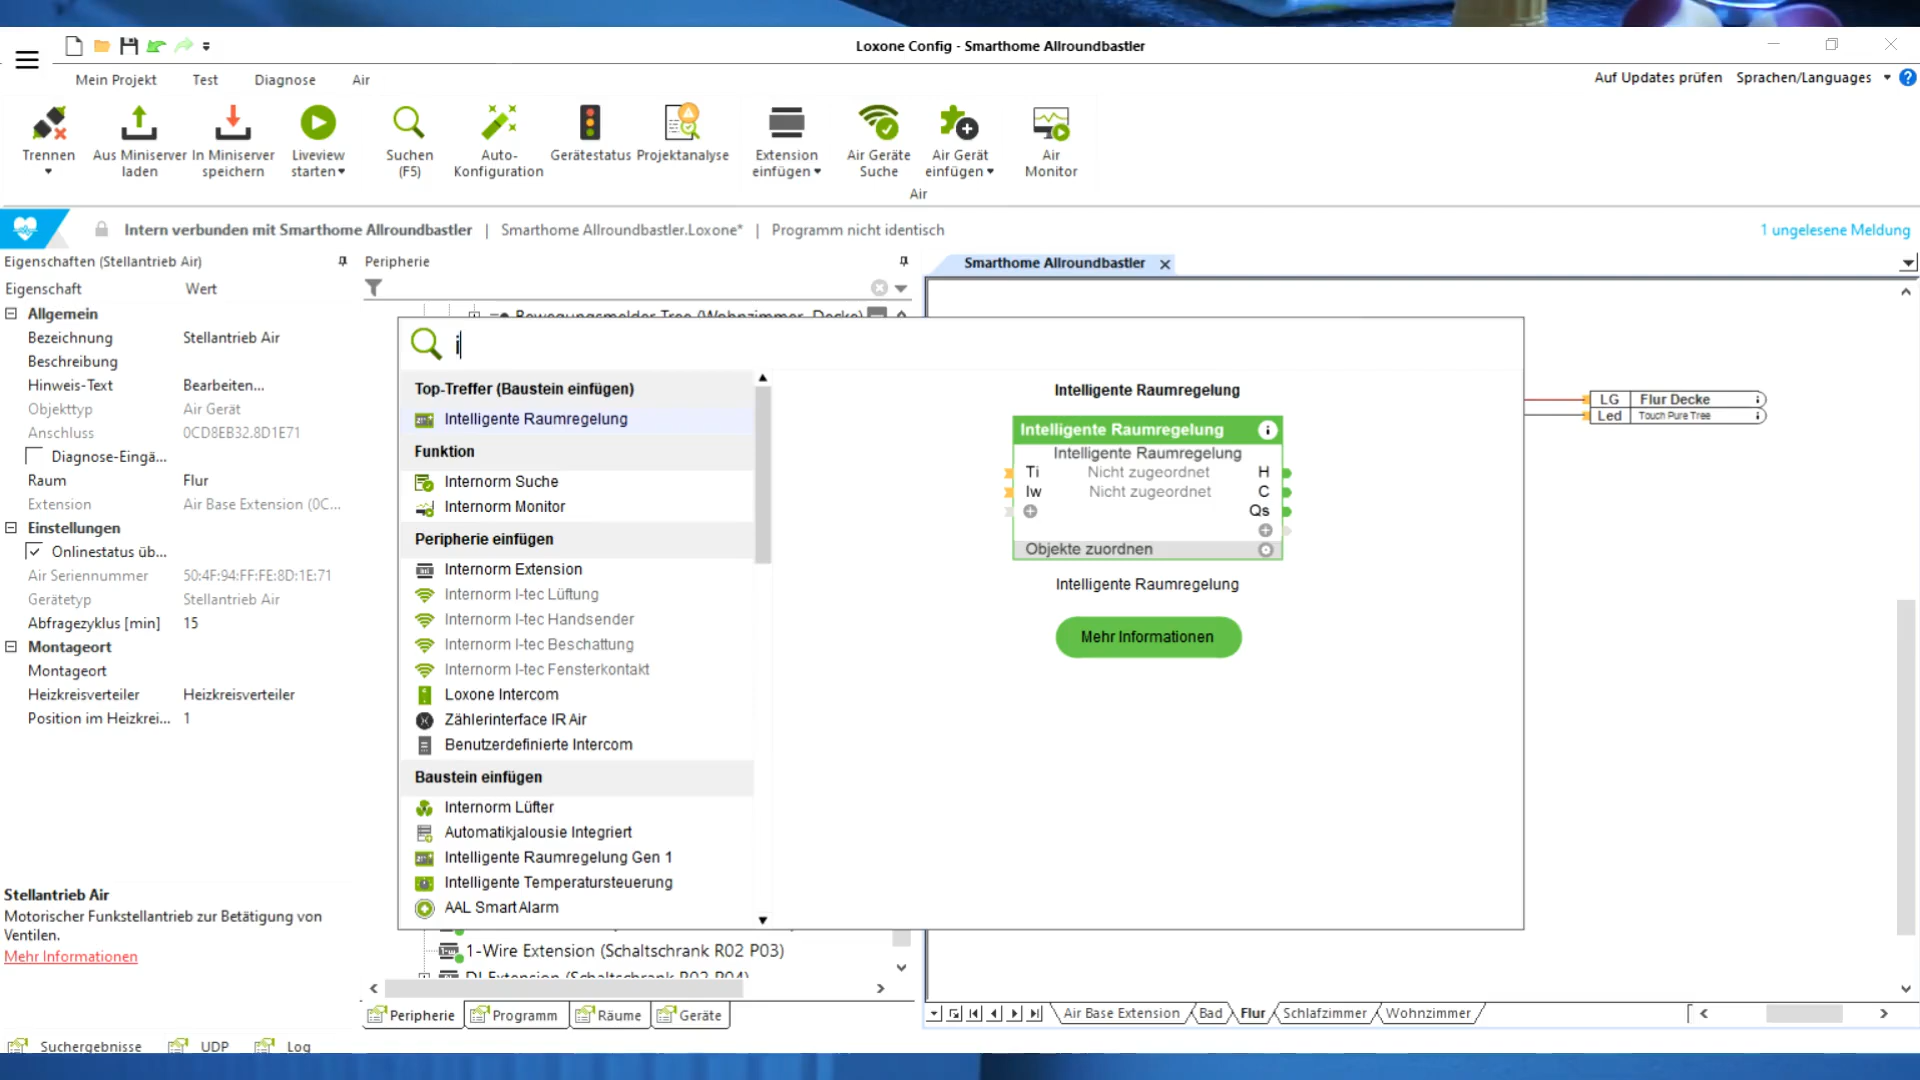 Loxone Config - Smarthome Allroundbastler
Mein Projekt Test Diagnose Air
Auf Updates prüfen Sprachen/Languages ?
Trennen
Aus Miniserver laden
In Miniserver speichern
Liveview starten
Suchen (F5)
Auto-Konfiguration
Gerätestatus
Projektanalyse
Extension einfügen
Air Geräte Suche
Air Gerät einfügen
Air Monitor
Air
Intern verbunden mit Smarthome Allroundbastler | Smarthome Allroundbastler.Loxone* | Programm nicht identisch
1 ungelesene Meldung
Eigenschaften (Stellantrieb Air)
Eigenschaft Wert
Allgemein
Bezeichnung Stellantrieb Air
Beschreibung
Hinweis-Text Bearbeiten...
Objekttyp Air Gerät
Anschluss 0CD8EB32.8D1E71
Diagnose-Eingä...
Raum Flur
Extension Air Base Extension (0C...
Einstellungen
Onlinestatus üb...
Air Seriennummer 50:4F:94:FF:FE:8D:1E:71
Gerätetyp Stellantrieb Air
Abfragezyklus [min] 15
Montageort
Montageort
Heizkreisverteiler Heizkreisverteiler
Position im Heizkrei... 1
Stellantrieb Air
Motorischer Funkstellantrieb zur Betätigung von
Ventilen.
Mehr Informationen
Peripherie
Bewegungsmelder Tree (Wohnzimmer, Decke)
i
Top-Treffer (Baustein einfügen)
Intelligente Raumregelung
Funktion
Internorm Suche
Internorm Monitor
Peripherie einfügen
Internorm Extension
Internorm I-tec Lüftung
Internorm I-tec Handsender
Internorm I-tec Beschattung
Internorm I-tec Fensterkontakt
Loxone Intercom
Zählerinterface IR Air
Benutzerdefinierte Intercom
Baustein einfügen
Internorm Lüfter
Automatikjalousie Integriert
Intelligente Raumregelung Gen 1
Intelligente Temperatursteuerung
AAL Smart Alarm
Intelligente Raumregelung
Intelligente Raumregelung i
Intelligente Raumregelung
Ti Nicht zugeordnet H
Iw Nicht zugeordnet C
Qs
Objekte zuordnen
Intelligente Raumregelung
Mehr Informationen
1-Wire Extension (Schaltschrank R02 P03)
DI Extension (Schaltschrank R02 P04)
Peripherie Programm Räume Geräte
Smarthome Allroundbastler
LG Flur Decke i
Led Touch Pure Tree i
Air Base Extension Bad Flur Schlafzimmer Wohnzimmer
Suchergebnisse UDP Log